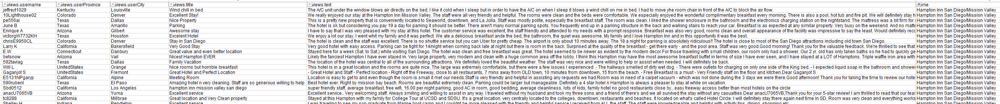 views.username views.userProvince views.userCity views.title views.text ame
jeffreyt1029 Kentucky Louisville Wind chill in bed The A/C unit under the window blows air directly on the bed. I like it cold when I sleep but in order to have the A/C on when I sleep it blows a wind chill on me in bed. I had to move yhe room chair in front of the A/C to block the air flow. Hampton Inn San Diego/Mission Valley
10Lighthouse02 Colorado Denver Excellent Stay! We really enjoyed our stay at the Hampton Inn Mission Valley. The staff were all very friendly and helpful. The rooms were clean and the beds were comfortable. We especially enjoyed the wonderful complimentary breakfast every morning. There is also a pool, hot tub and fire pit. We will definitely stay h Hampton Inn San Diego/Mission Valley
pe556ai Texas Dallas Nice Property This is a pretty new property that is conveniently located to Seaworld, downtown, and La Jolla. Staff was mostly polite, especially the breakfast staff. The room was clean. I liked the shower enclosure in the bathroom and the electronics charging station on the nightstand. The mattress was a bit firm for Hampton Inn San Diego/Mission Valley
June B Texas Amarillo Parking The hotel is ok but considering you pay 19 a day for parking it should be better. There aren't many normal parking spots. You frequently end up in a parking structure in the back and walking stairs to reach your car. Breakfast is as expected at any similar property. Very busy on the weekend. And no matte Hampton Inn San Diego/Mission Valley
Enrique A Arizona Gilbert Awesome stay I have to say that I was very pleased with my stay at this hotel. The customer service was excellent, the staff friendly and attended to my needs with a prompt response. Breakfast was also very good, rooms clean and overall appearance of the facility was impressive to say the least. Would definitely reco Hampton Inn San Diego/Mission Valley
victorgW7732KH Texas Houston Excelent Hotel We enjoy a lot our stay, I went whit my family and it was perfect. We ate a delicious breakfast ande the bed, the bathroom, the quiet was awesome. My family and I love Hampton Inn and in this opportunity it was the best. Hampton Inn San Diego/Mission Valley
chrisE9950CL Colorado Denver Stay in San Diego The hotel is clean and the staff was excellent. There is no shuttle service but you can Uber for pretty cheap. The airport is only about 10 minutes away. The 18 a night for parking is absolutely ridiculous!! The hotel is close to most of the San Diego attractions including old town San Diego. Hampton Inn San Diego/Mission Valley
Larry K California Bakersfield Very Good Stay Very good hotel with easy access. Parking can be tight for 14/night when coming back late at night but there is room in the back. Surprised at the quality of the breakfast - get there early - and the pool area. Staff was very good.Good morning! Thank you for the valuable feedback. We're thrilled to see that Hampton Inn San Diego/Mission Valley
E W Connecticut Danbury Great value and even better location Stayed here for a week (Sat. to Sat.) while visiting San Diego. The hotel was clean and free breakfast was great. The hotel seemed to be newer as evident by the modern decor.For those traveling with small children, our room only had a shower. Our 2 yr. old has only taken baths so he had to quickly ge Hampton Inn San Diego/Mission Valley
betsnow Arizona Vail Nicest Hampton EVER Likely the fanciest Hampton I have ever stayed in. Very large property, very modern and clean with a huge common area off the lobby. I think this Hampton may have the most awesome breakfast buffet in terms of size I have ever seen, and I have stayed at a LOT of Hamptons. Triple waffle iron area with Hampton Inn San Diego/Mission Valley
592taviag Texas Dallas Family Vacation The location of the hotel was central to all of the surrounding attractions. We definitely loved the beautiful weather. The staff was very nice and were willing to help or assist when needed. I will definitely be back. Hampton Inn San Diego/Mission Valley
Will L UnitedStates Orange Nice rooms but horrible breakfast This hotel is in a great location and the rooms are quite nice. The large was extremely comfortable, but there were a few issues I experienced: - The hallways smelled of dirty wet dog. - There were outlets for charging on only one side of the King bed. - I expected liquid soap in the bathroom and shower Hampton Inn San Diego/Mission Valley
Gaganjot S UnitedStates Fremont Great Hotel and Perfect Location - Great Hotel and Staff - Perfect location - Right off the Freeway, close to all restaurants, 7 mins away from OLD town, 10 minutes from downtown, 15 from the beach. - Free Breakfast is a must - Very Friendly staff on the floor and kitchen.Dear Gaganjot S Hampton Inn San Diego/Mission Valley
E5131NPgaryp California Alpine Meeting Room Location is easy to get to and even though the room is small it met our needs.Staff is very friendly and helpful in assisting any requests we had.Room was in need of a carpet vacuum - which was not done during the 3 days we were there.Good afternoon! Thank you for taking the time to review our hote Hampton Inn San Diego/Mission Valley
590rubenl Texas El Paso Amazing hotel n very cleaning. Staff are so generous willing to help Best hotel ever. Right by mission bay beach. Rooms are beautiful extremely clean. Parking could be larger but manageable. Definitely a 4 star hotel n Hampton is always a pleaser to stay at while on vacation. Hampton Inn San Diego/Mission Valley
Sbd0512 California Los Angeles hampton inn mission valley san diego super friendly staff, average breakfast, free wifi, 16.00 per night parking, good AC in room, good bedding, average cleanliness, lots of kids, family hotel no good restaurants close by...easy freeway access better than most hotels on the circle Hampton Inn San Diego/Mission Valley
anacU7065VB Arizona Yuma Excellent service Excellent service.. Very welcoming staff. Always smiling and willing to assist in any way. I traveled without my husband and took my three sons and a friend of there's and we all survived the stay without any casualties Dear anacU7065VB,Thank you for your 5-star review! I am thrilled to read that our tear Hampton Inn San Diego/Mission Valley
tc8288 California Millbrae Great location and Very Clean property Stayed at this Hampton with my family for College Tour at UCSD and SDSU. It's a great location, very centrally located to the colleges, downtown, restaurants and beaches. It located on what's called Hotel Circle. I will definitely stay there again next time in SD. Room was very clean and everything works Hampton Inn San Diego/Mission Valley
Shelley H Indiana Pendleton Excellent service I was traveling to see my son graduate from Marine boot camp and I couldnt be more pleased with the friendly and helpful service I received from ALL the staff. The staff were knowledgeable and helpful with activity tips, dining, shopping etc Hampton Inn San Diego/Mission Valley